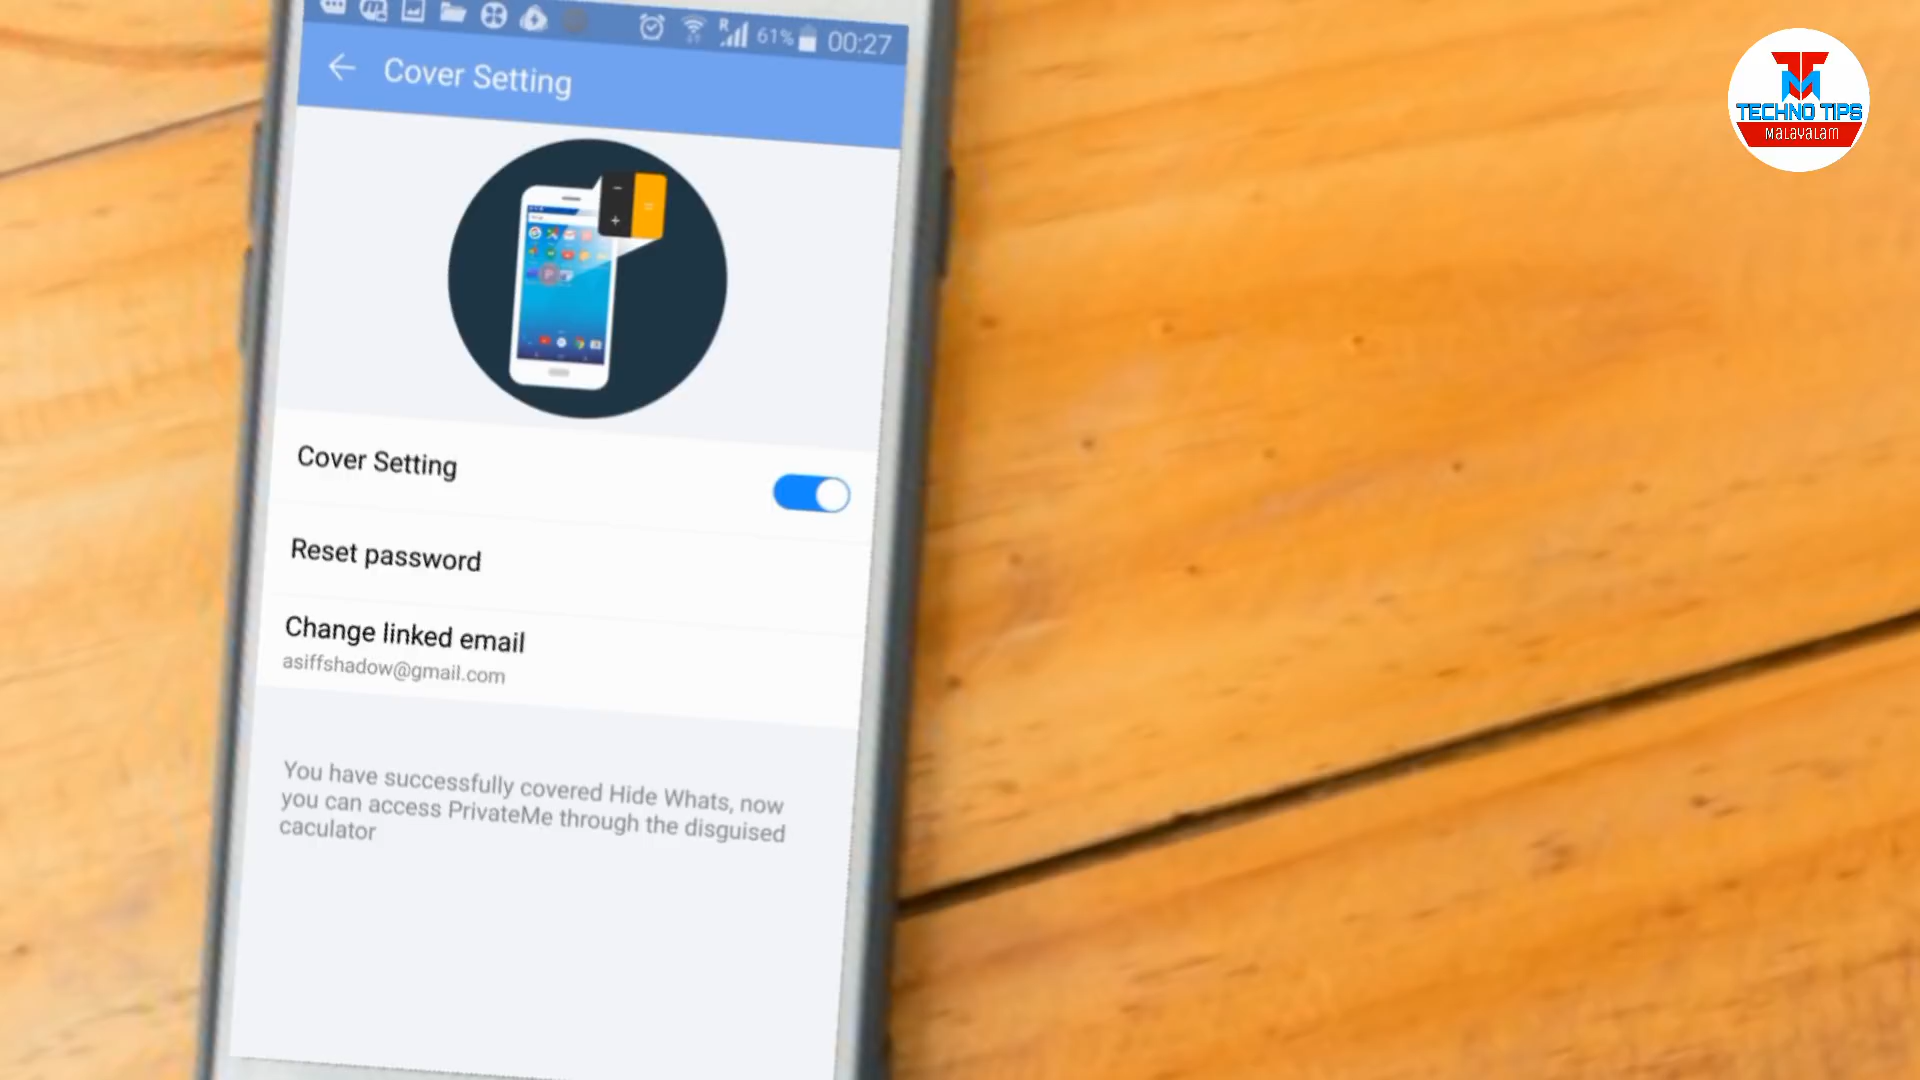 R 61% 00:27
Cover Setting
Cover Setting
Reset password
Change linked email
asiffshadow@gmail.com
You have successfully covered Hide Whats, now
you can access PrivateMe through the disguised
caculator
TM
TECHNO TIPS
MALAYALAM